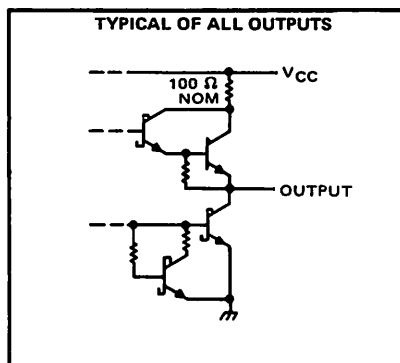 TYPICAL OF ALL OUTPUTS
VCC
100 Ω
NOM
OUTPUT